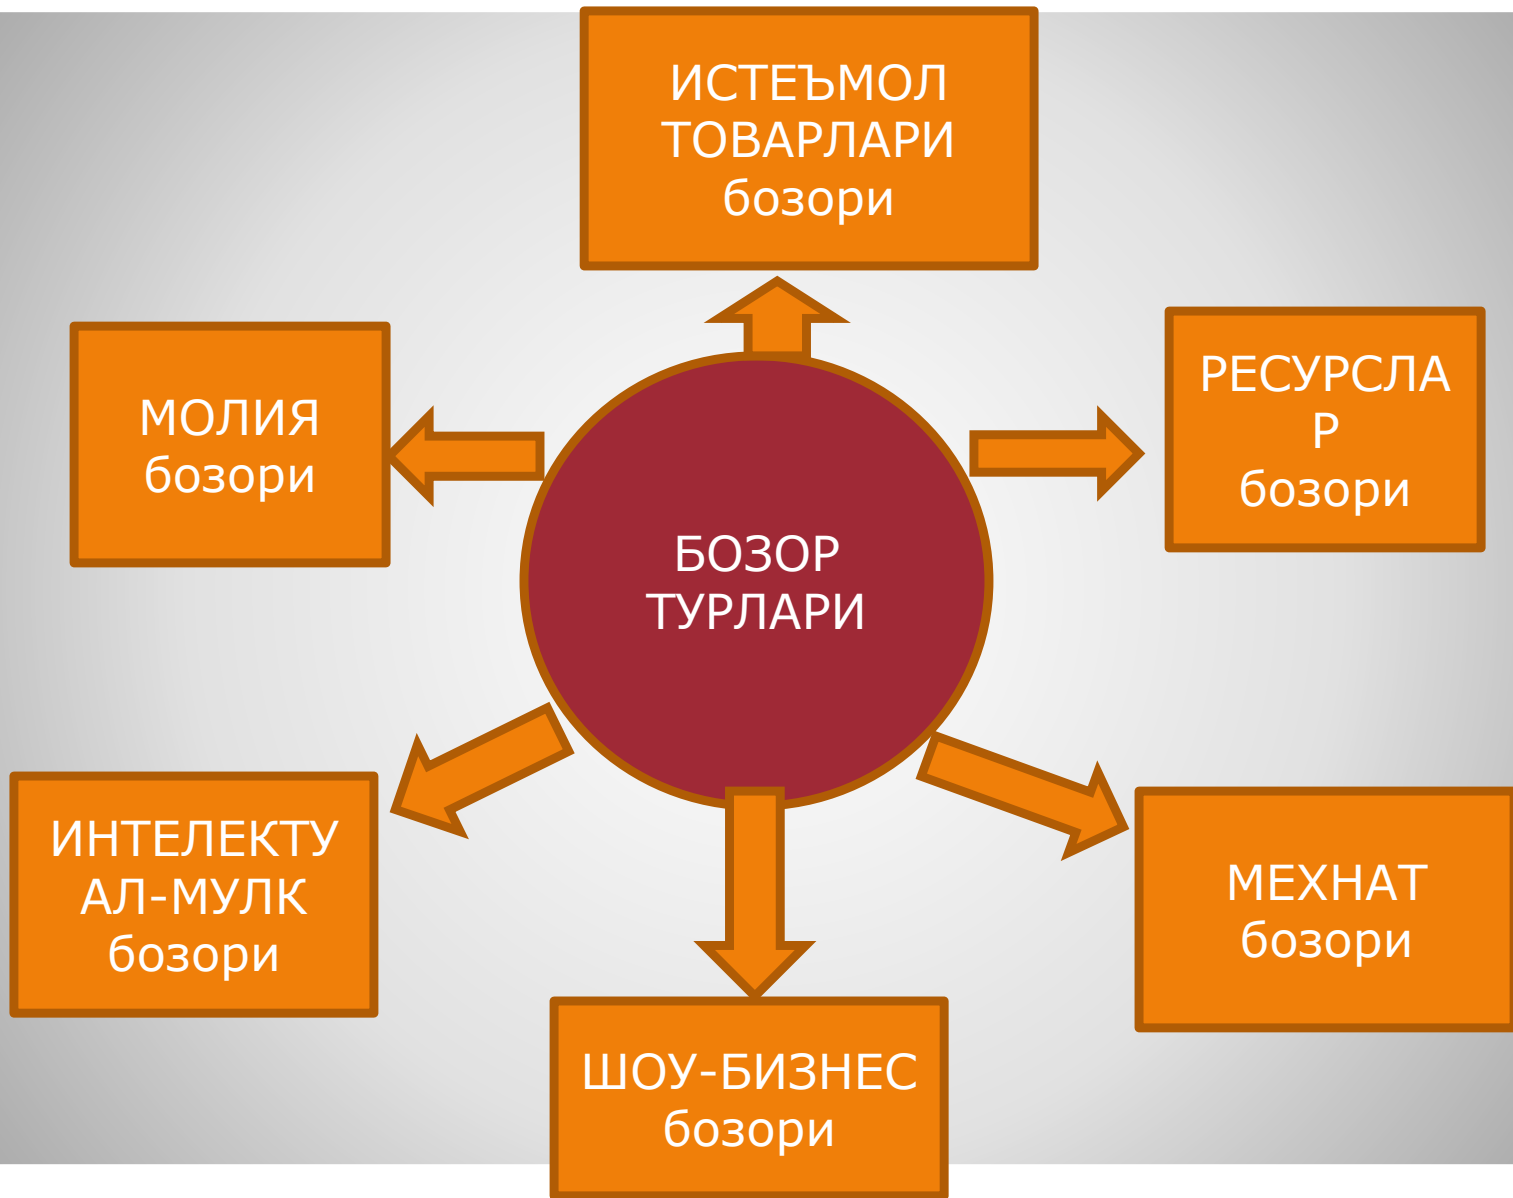 ИСТЕЪМОЛ
ТОВАРЛАРИ
бозори
МОЛИЯ
бозори
РЕСУРСЛА
Р
бозори
БОЗОР
ТУРЛАРИ
ИНТЕЛЕКТУ
АЛ-МУЛК
бозори
МЕХНАТ
бозори
ШОУ-БИЗНЕС
бозори